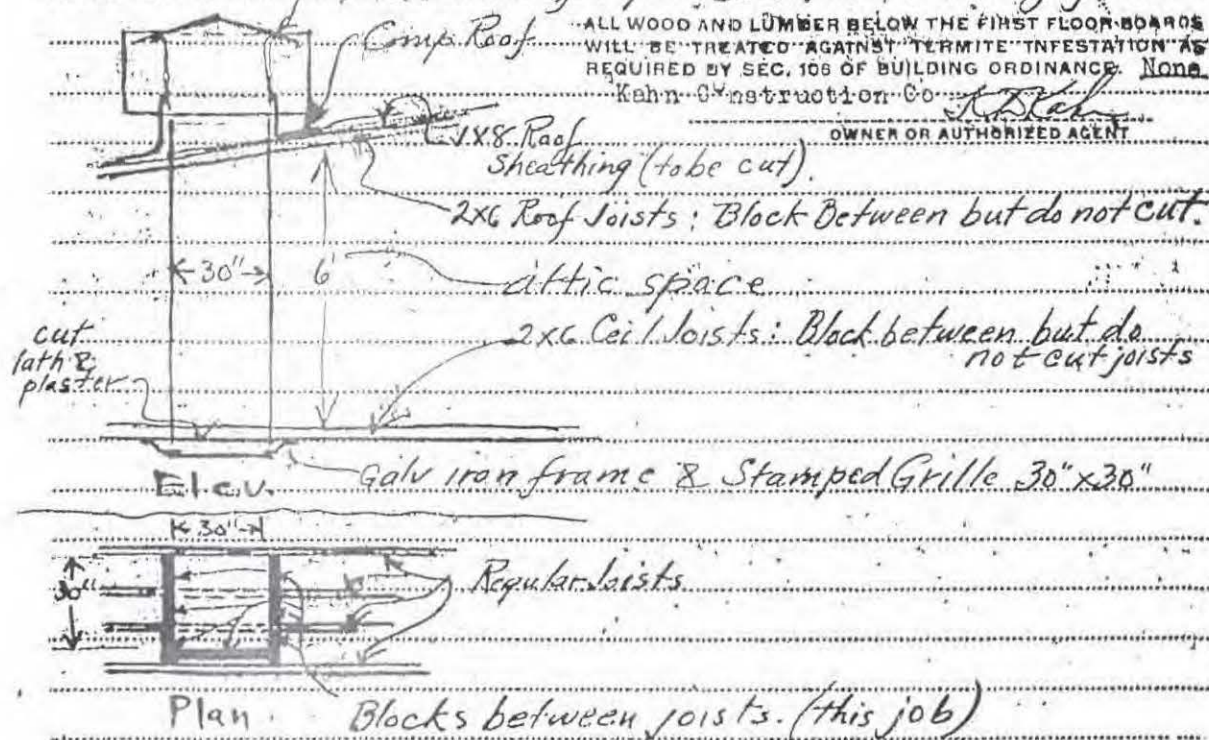 ALL WOOD AND LUMBER BELOW THE FIRST FLOOR BOARDS
WILL BE TREATED AGAINST TERMITE INFESTATION AS
REQUIRED BY SEC. 106 OF BUILDING ORDINANCE. None
Kahn Construction Co
OWNER OR AUTHORIZED AGENT
Comp. Roof
1x8 Roof
Sheathing (to be cut).
2x6 Roof Joists: Block Between but do not cut.
30"
6'
attic space
2x6 Ceil Joists: Block between but do
not cut joists
cut
lath &
plaster
Galv iron frame & Stamped Grille 30"x30"
Elev.
30"
30"
Regular Joists
Plan.
Blocks between joists. (this job)